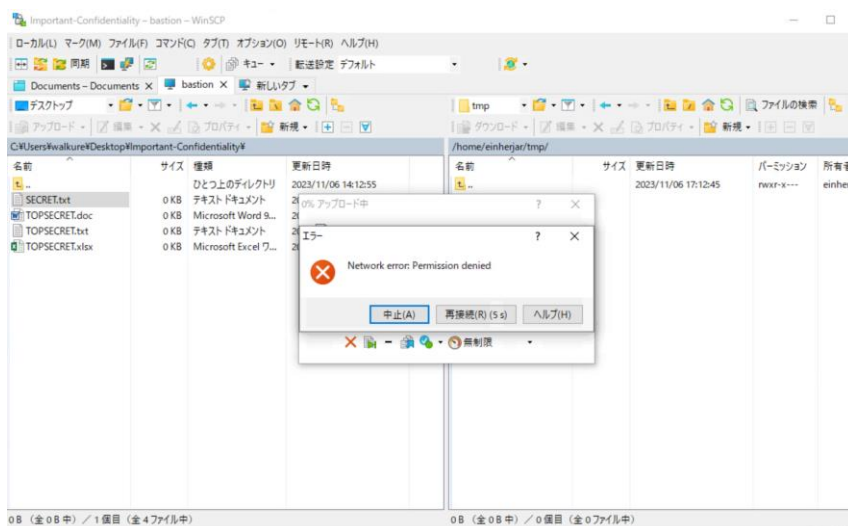 Important-Confidentiality – bastion – WinSCP
ローカル(L) マーク(M) ファイル(F) コマンド(C) タブ(T) オプション(O) リモート(R) ヘルプ(H)
同期 キュー 転送設定 デフォルト
Documents – Documents × bastion × 新しいタブ
デスクトップ
tmp ファイルの検索
アップロード 編集 プロパティ 新規
ダウンロード 編集 プロパティ 新規
C:¥Users¥walkure¥Desktop¥Important-Confidentiality¥
/home/einherjar/tmp/
名前 サイズ 種類 更新日時
名前 サイズ 更新日時 パーミッション 所有者
.. ひとつ上のディレクトリ 2023/11/06 14:12:55
.. 2023/11/06 17:12:45 rwxr-x--- einher
SECRET.txt 0 KB テキスト ドキュメント
TOPSECRET.doc 0 KB Microsoft Word 9...
TOPSECRET.txt 0 KB テキスト ドキュメント
TOPSECRET.xlsx 0 KB Microsoft Excel ワ...
0% アップロード中 ? ×
エラー ? ×
Network error: Permission denied
中止(A) 再接続(R) (5 s) ヘルプ(H)
無制限
0 B (全 0 B 中) / 1 個目 (全 4 ファイル中)
0 B (全 0 B 中) / 0 個目 (全 0 ファイル中)